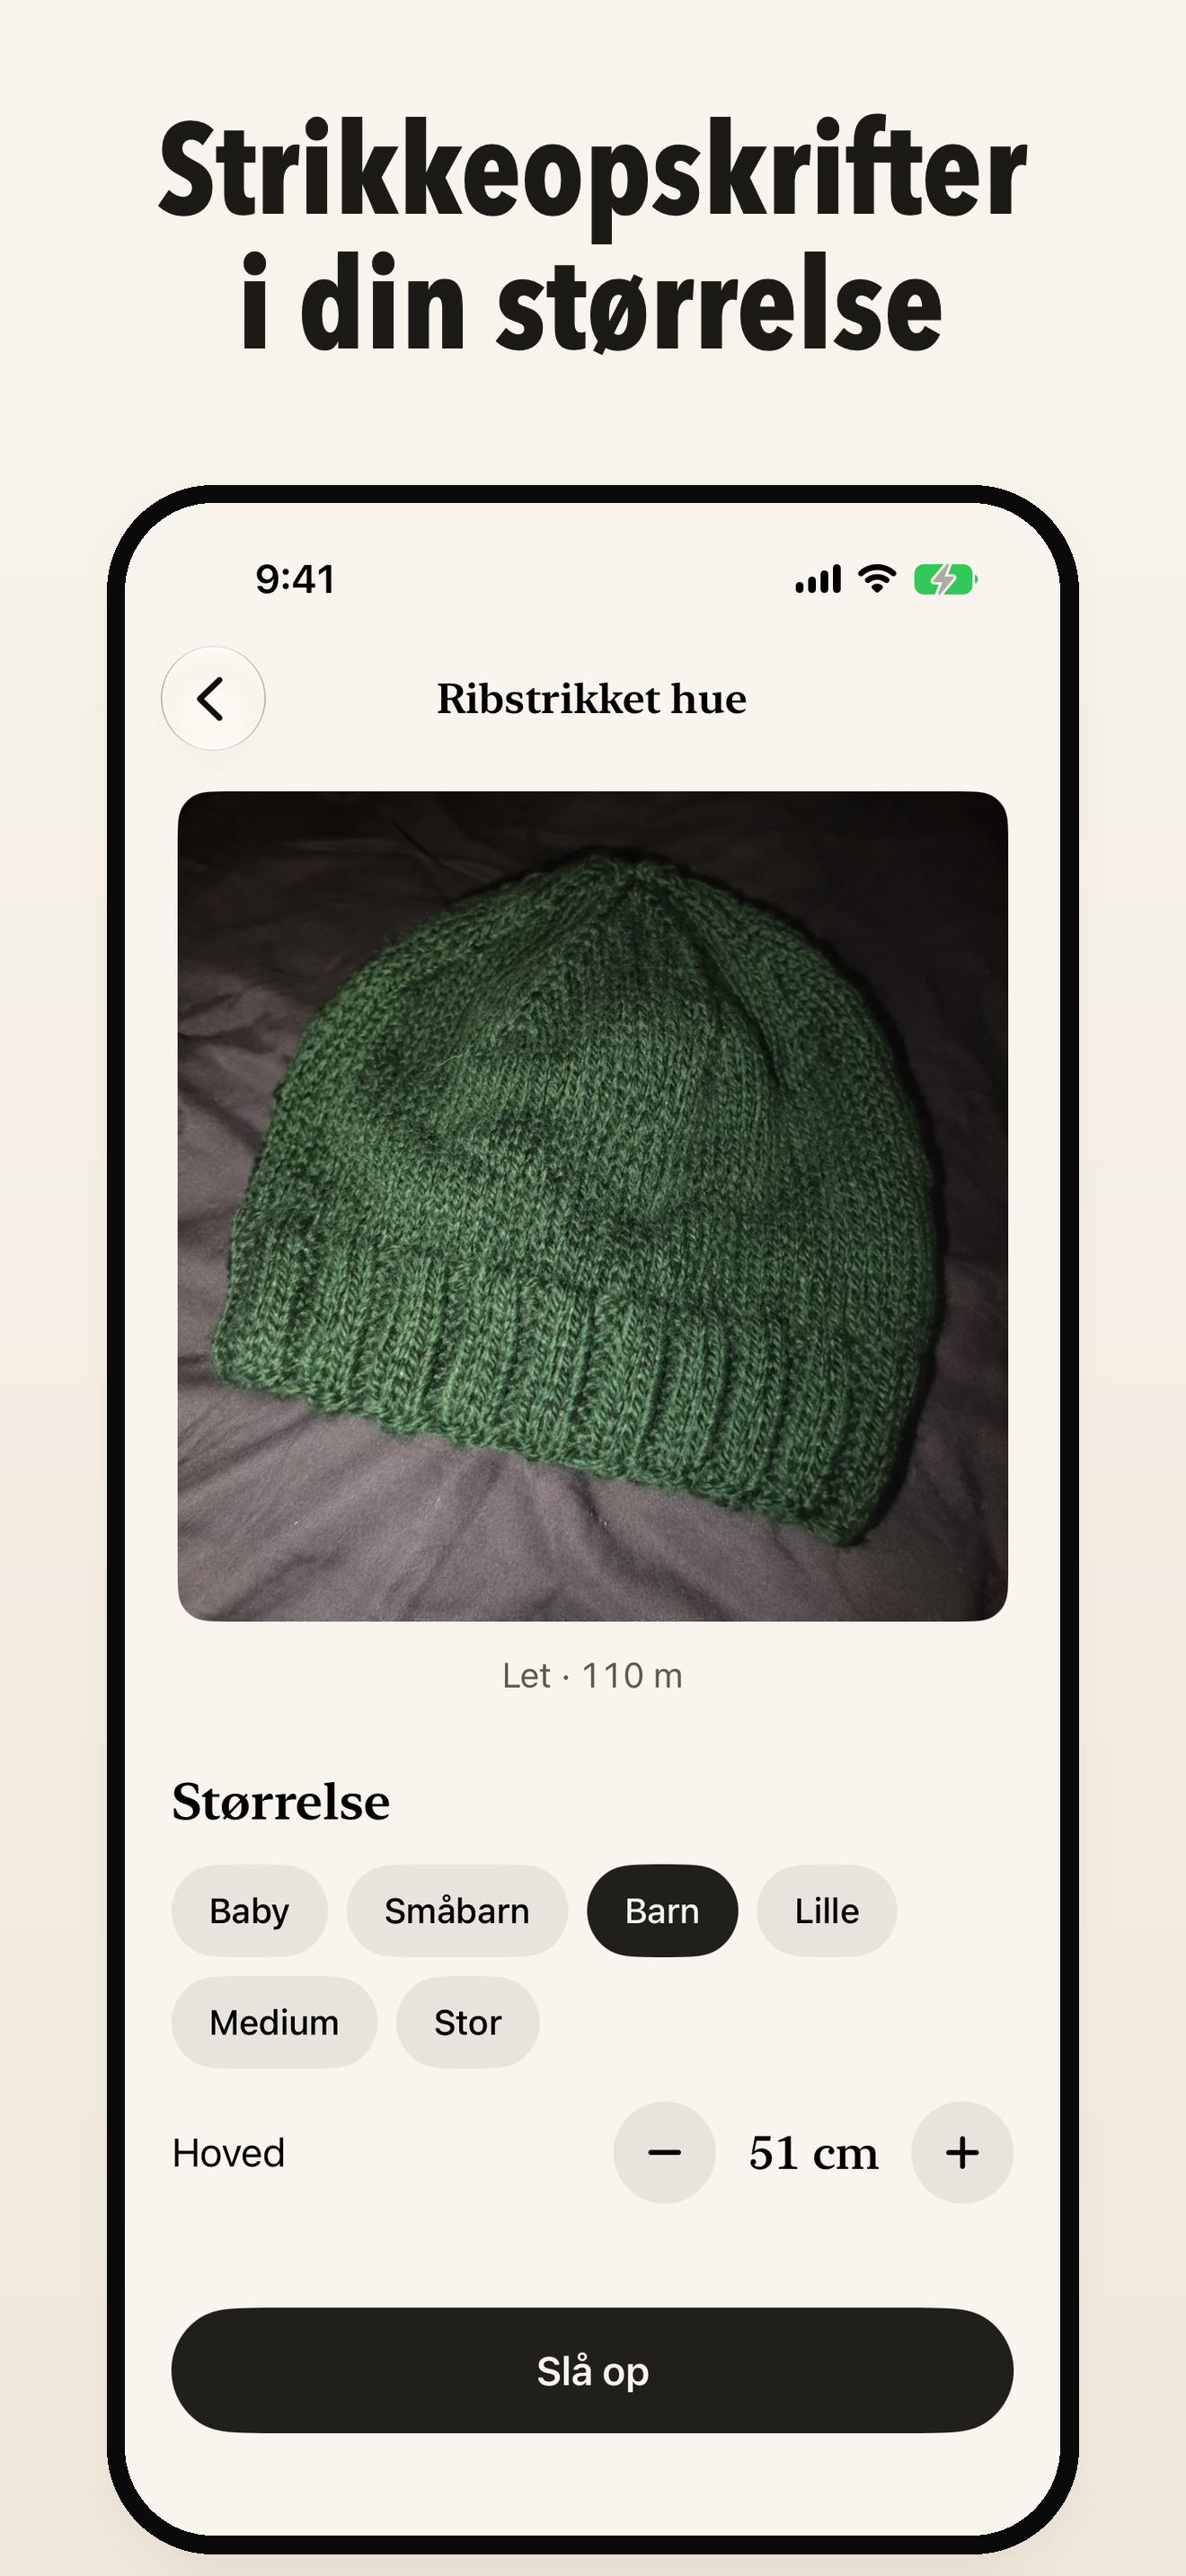 Strikkeopskrifter
i din størrelse
9:41
Ribstrikket hue
Let · 110 m
Størrelse
Baby Småbarn Barn Lille
Medium Stor
Hoved 51 cm
Slå op